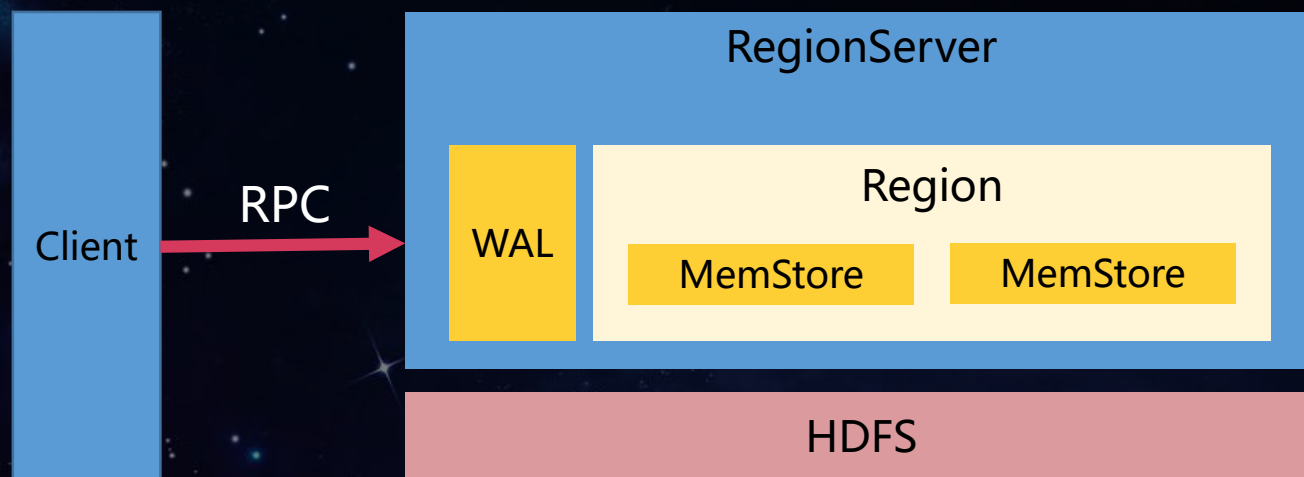 RegionServer
Region
RPC
Client
WAL
MemStore
MemStore
HDFS